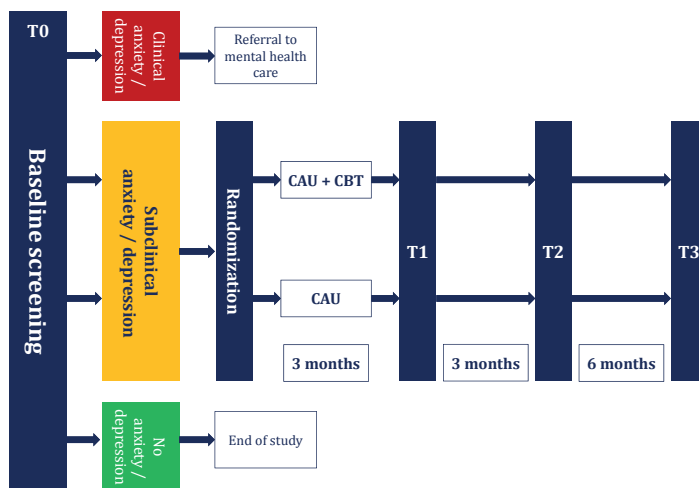 T0
Baseline screening
Clinical
anxiety /
depression
Referral to
mental health
care
Subclinical
anxiety / depression
Randomization
CAU + CBT
CAU
3 months
T1
3 months
T2
6 months
T3
No
anxiety /
depression
End of study